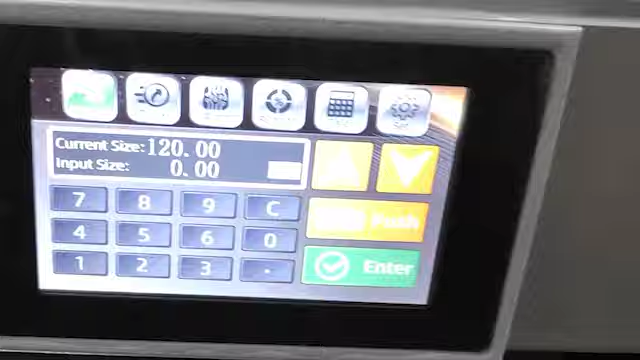 Set
Current Size: 120.00
Input Size: 0.00
7 8 9 C
4 5 6 0
1 2 3 .
Push
Enter